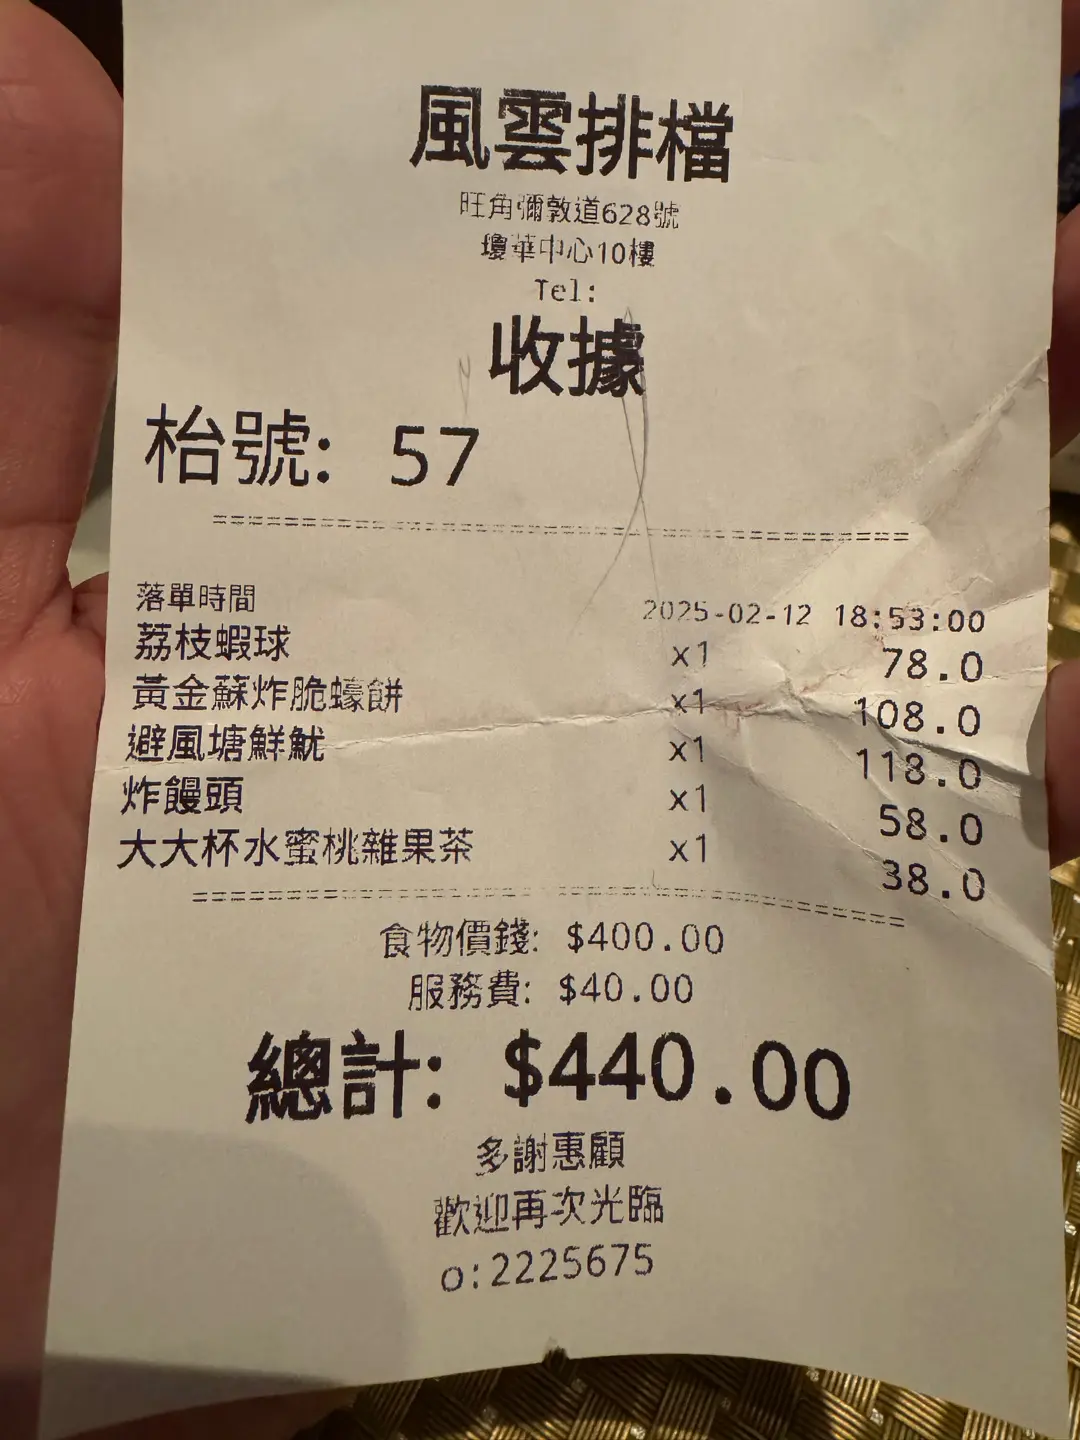 風雲排檔
旺角彌敦道628號
瓊華中心10樓
Tel:
收據
枱號: 57
落單時間 2025-02-12 18:53:00
荔枝蝦球 x1 78.0
黃金蘇炸脆蠔餅 x1 108.0
避風塘鮮魷 x1 118.0
炸饅頭 x1 58.0
大大杯水蜜桃雜果茶 x1 38.0
食物價錢: $400.00
服務費: $40.00
總計: $440.00
多謝惠顧
歡迎再次光臨
o:2225675